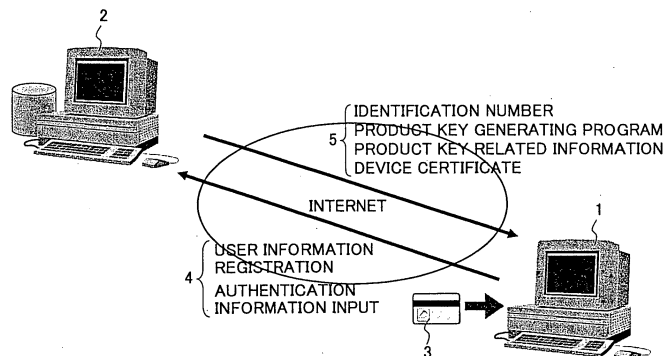 2
5
IDENTIFICATION NUMBER
PRODUCT KEY GENERATING PROGRAM
PRODUCT KEY RELATED INFORMATION
DEVICE CERTIFICATE
INTERNET
1
4
USER INFORMATION
REGISTRATION
AUTHENTICATION
INFORMATION INPUT
3